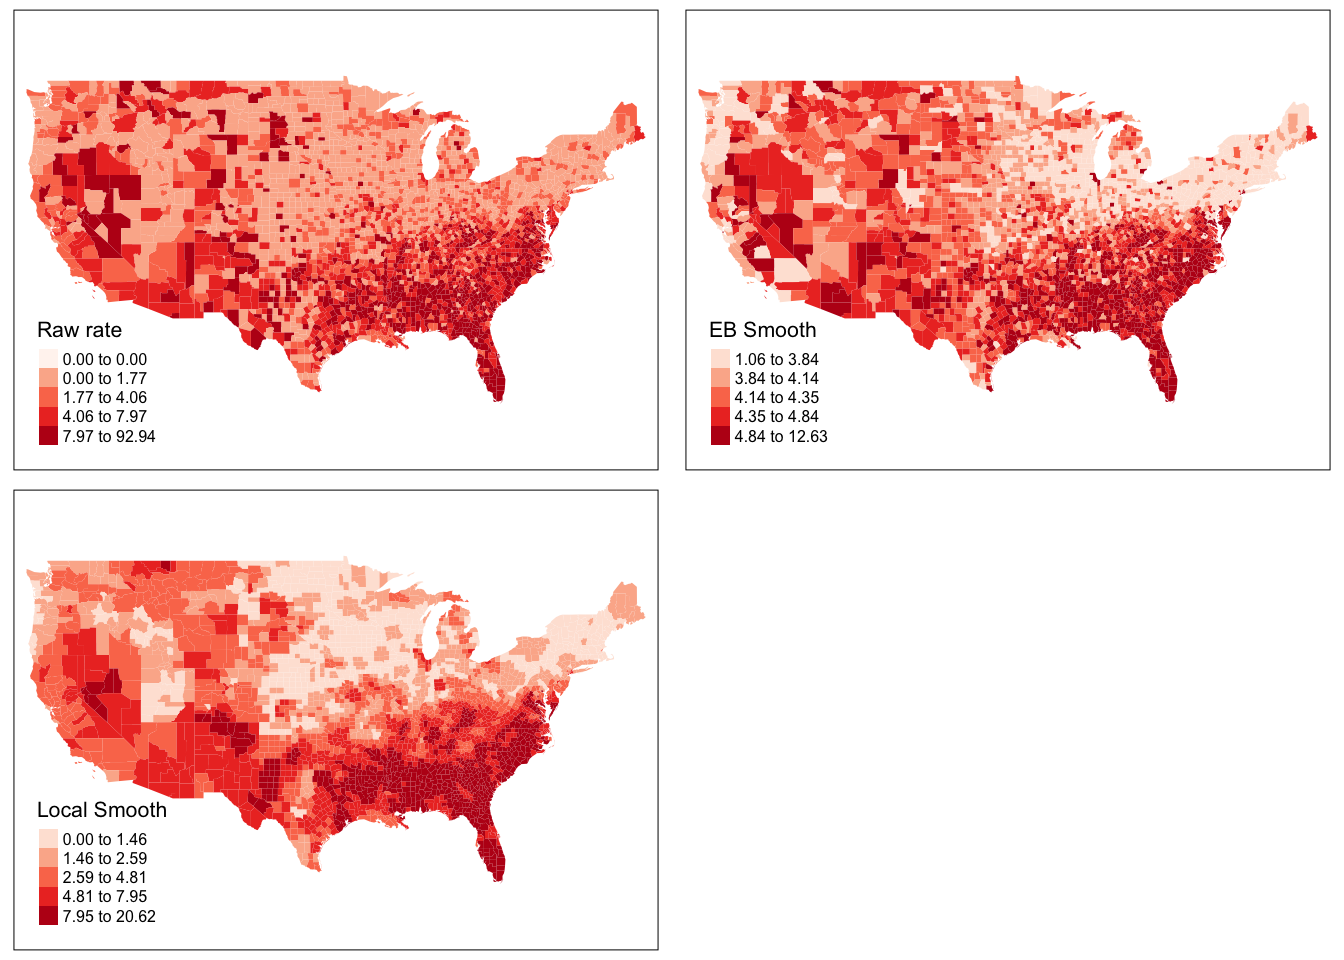 Raw rate
0.00 to 0.00
0.00 to 1.77
1.77 to 4.06
4.06 to 7.97
7.97 to 92.94
EB Smooth
1.06 to 3.84
3.84 to 4.14
4.14 to 4.35
4.35 to 4.84
4.84 to 12.63
Local Smooth
0.00 to 1.46
1.46 to 2.59
2.59 to 4.81
4.81 to 7.95
7.95 to 20.62